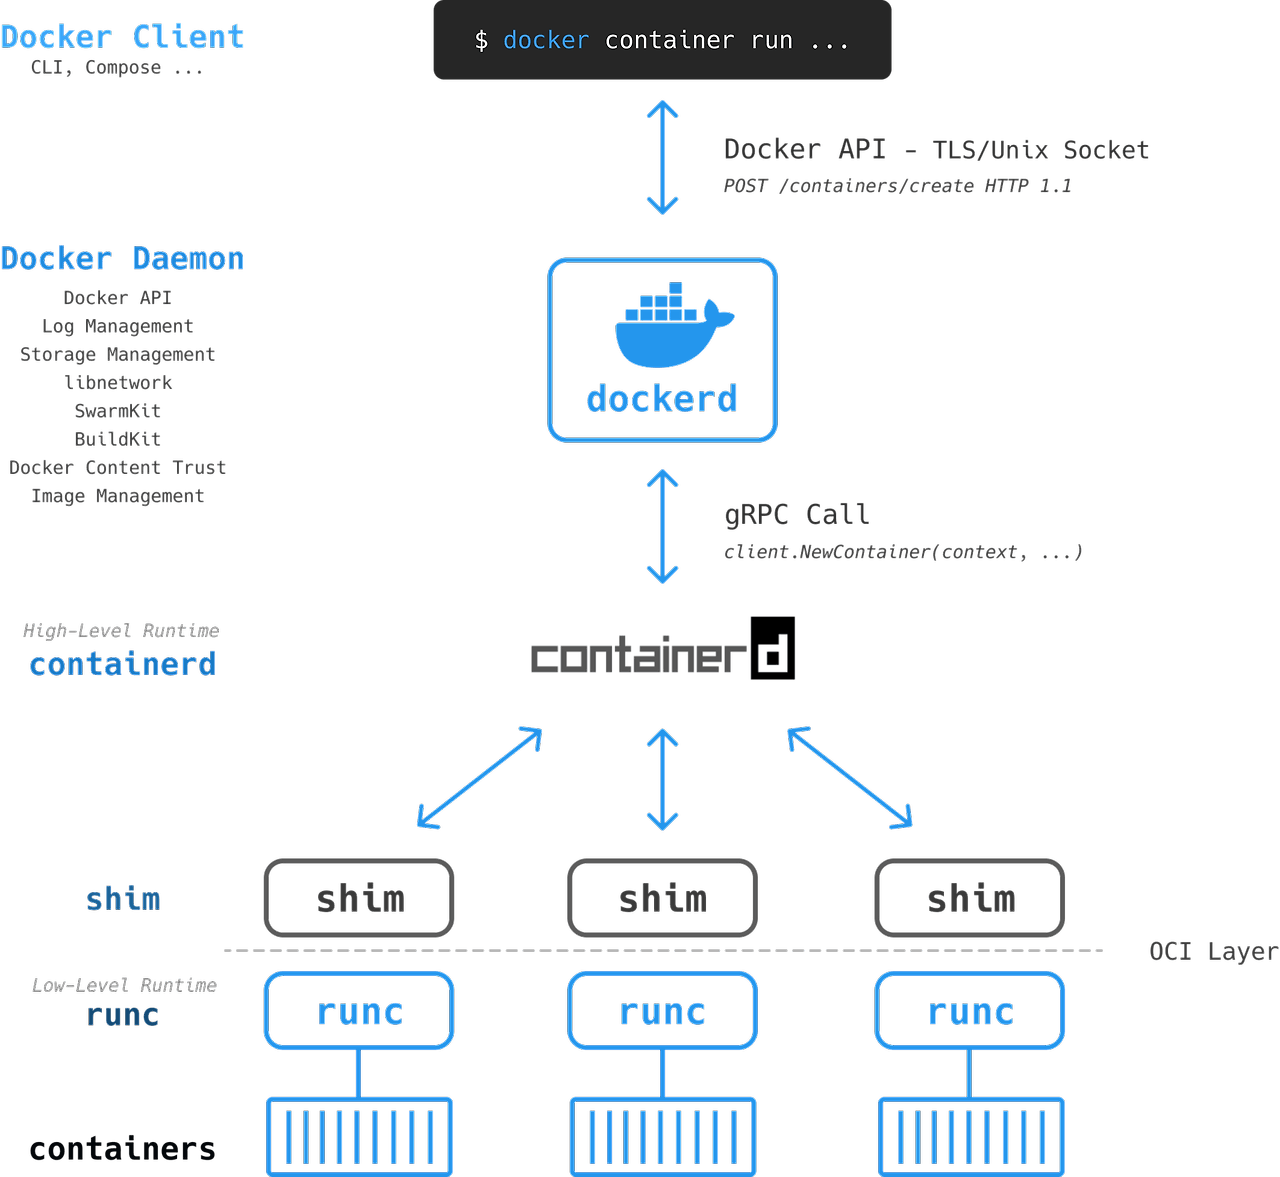 Docker Client
CLI, Compose ...
$ docker container run ...
Docker API - TLS/Unix Socket
POST /containers/create HTTP 1.1
Docker Daemon
Docker API
Log Management
Storage Management
libnetwork
SwarmKit
BuildKit
Docker Content Trust
Image Management
dockerd
gRPC Call
client.NewContainer(context, ...)
High-Level Runtime
containerd
containerd
shim
shim
shim
shim
OCI Layer
Low-Level Runtime
runc
runc
runc
runc
containers